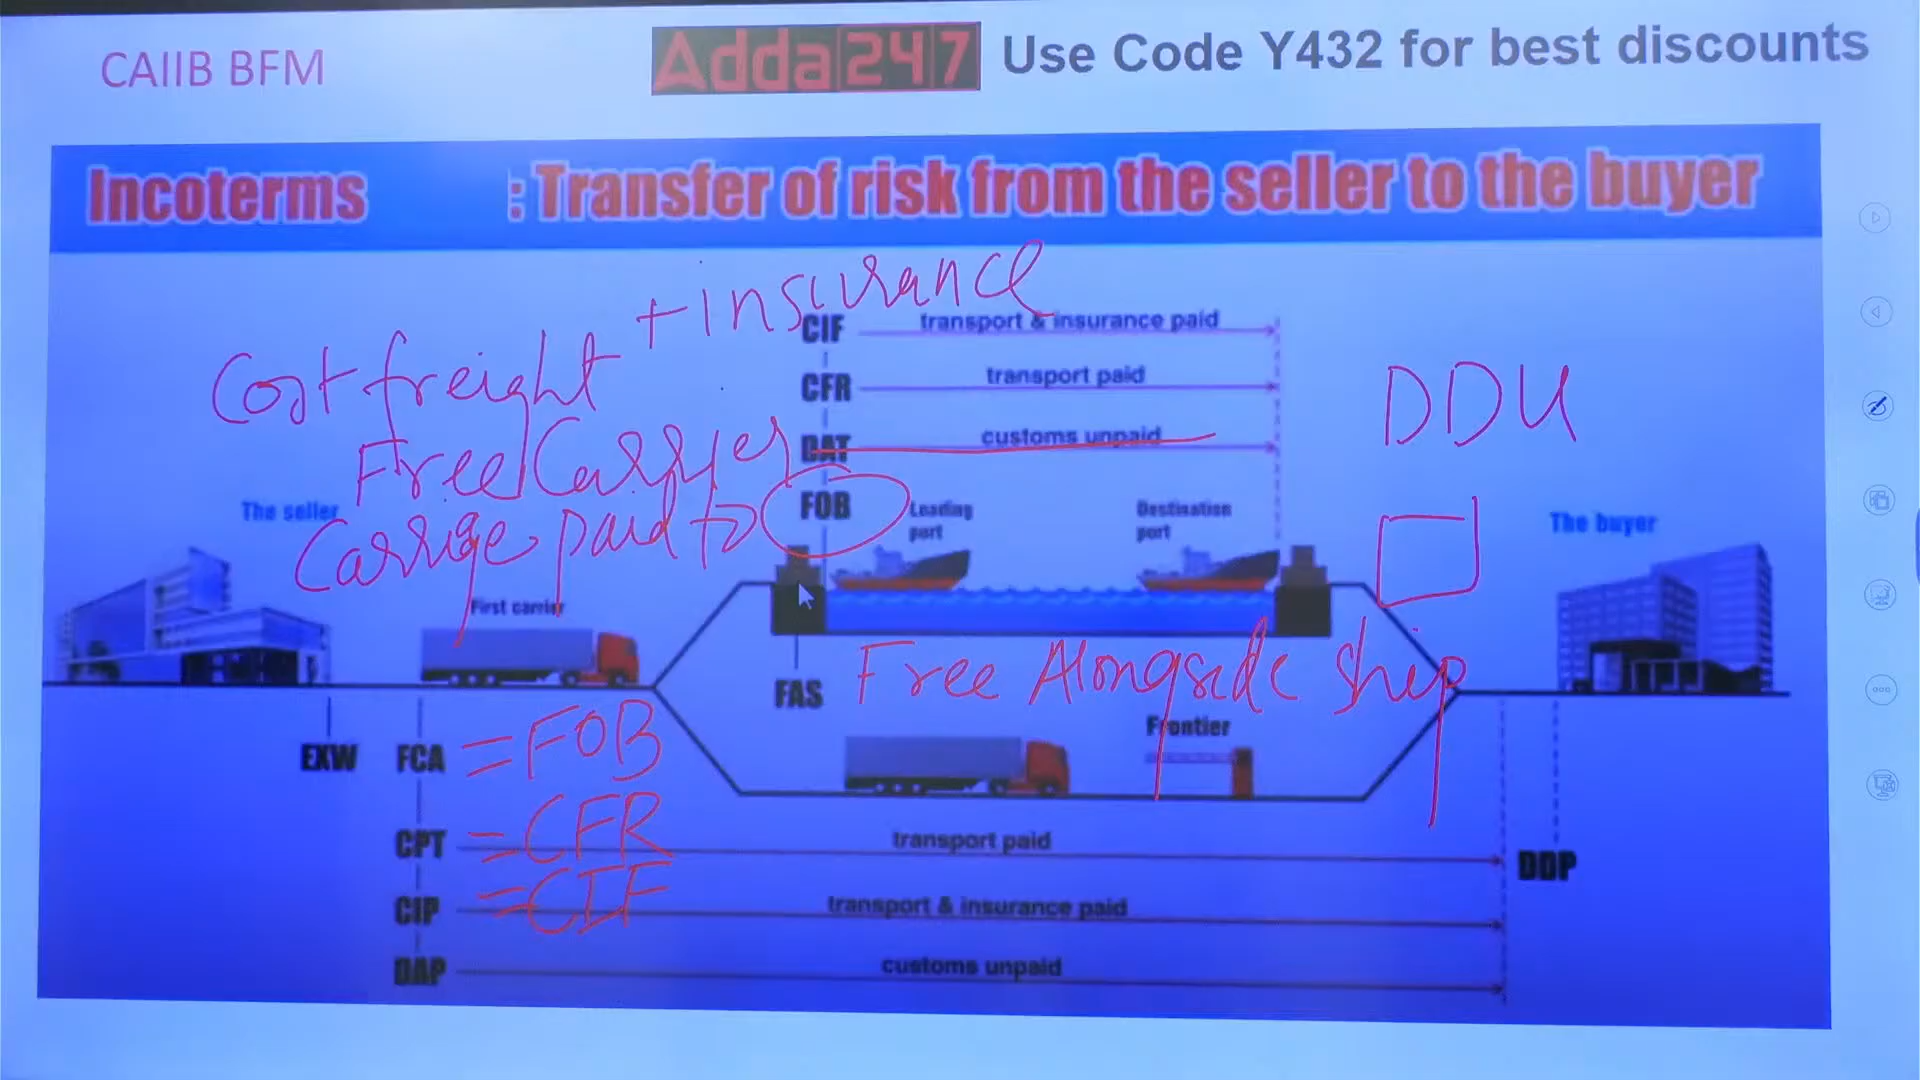 CAIIB BFM
Adda247
Use Code Y432 for best discounts
Incoterms : Transfer of risk from the seller to the buyer
+ insurance
CIF transport & insurance paid
Cost freight
CFR transport paid
DDU
Free Carrier
DAT customs unpaid
FOB
Loading port
Destination port
The seller
Carrige paid to
The buyer
First carrier
FAS
Free Alongside Ship
Frontier
EXW
FCA = FOB
CPT = CFR transport paid
DDP
CIP = CIF transport & insurance paid
DAP customs unpaid